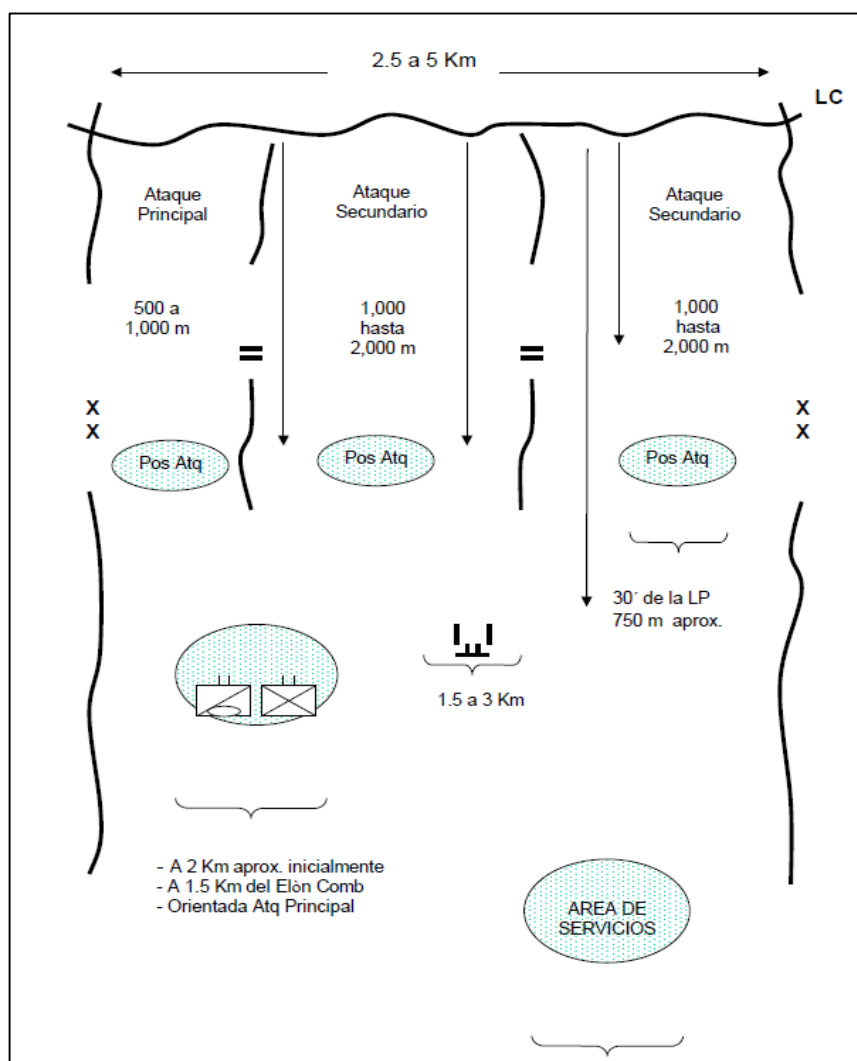 2.5 a 5 Km
LC
Ataque
Principal
Ataque
Secundario
Ataque
Secundario
500 a
1,000 m
1,000
hasta
2,000 m
1,000
hasta
2,000 m
X
X
X
X
Pos Atq
Pos Atq
Pos Atq
30´ de la LP
750 m aprox.
1.5 a 3 Km
- A 2 Km aprox. inicialmente
- A 1.5 Km del Elòn Comb
- Orientada Atq Principal
AREA DE
SERVICIOS